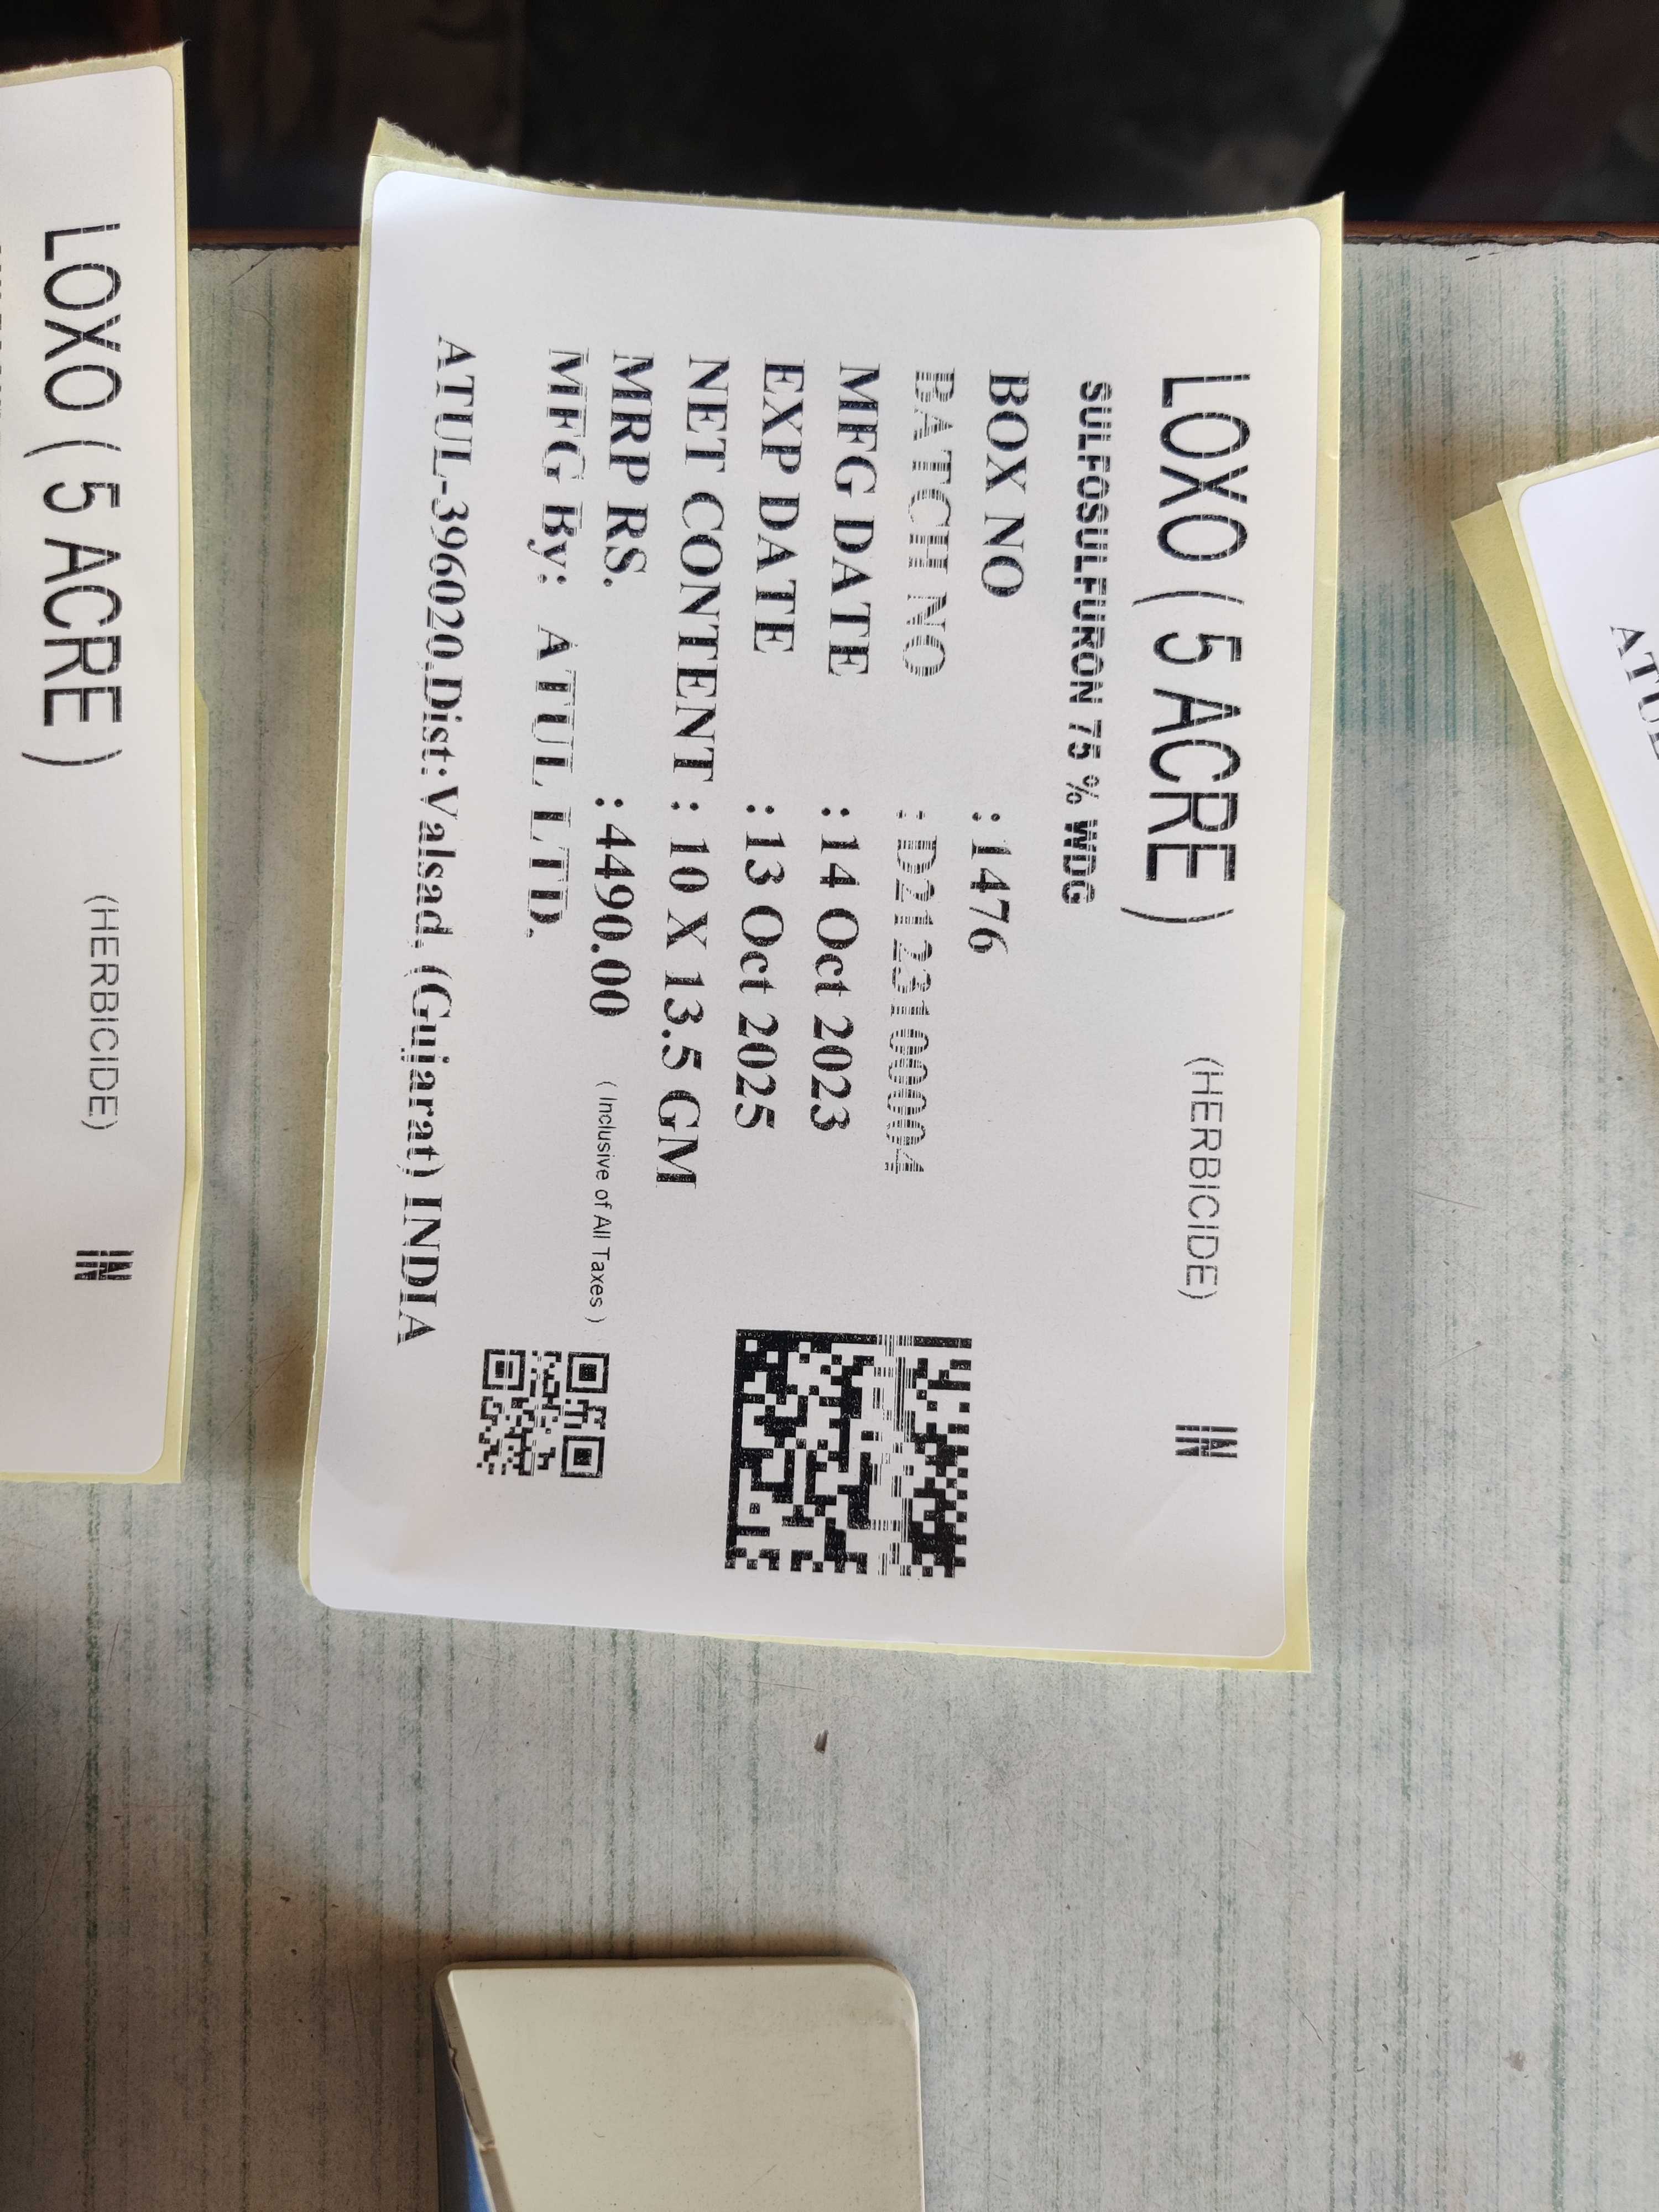 LOXO ( 5 ACRE ) (HERBICIDE) IN
SULFOSULFURON 75 % WDG
BOX NO : 1476
BATCH NO : D212310004
MFG DATE : 14 Oct 2023
EXP DATE : 13 Oct 2025
NET CONTENT : 10 X 13.5 GM
MRP RS. : 4490.00 ( Inclusive of All Taxes )
MFG By: ATUL LTD.
ATUL-396020,Dist:Valsad, (Gujarat) INDIA
LOXO ( 5 ACRE ) (HERBICIDE) IN